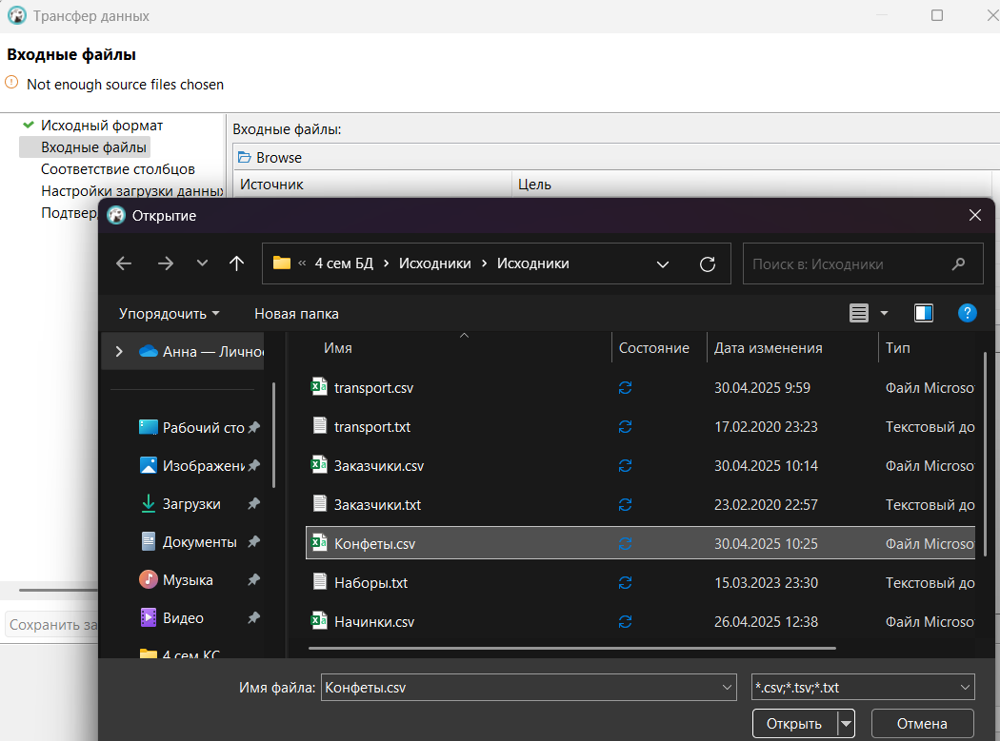 Трансфер данных
Входные файлы
Not enough source files chosen
Исходный формат
Входные файлы
Соответствие столбцов
Настройки загрузки данны
Подтвер
Входные файлы:
Browse
Источник Цель
Открытие
« 4 сем БД › Исходники › Исходники
Поиск в: Исходники
Упорядочить Новая папка
Анна — Лично
Рабочий сто
Изображени
Загрузки
Документы
Музыка
Видео
4 сем КС
Имя Состояние Дата изменения Тип
transport.csv 30.04.2025 9:59 Файл Microso
transport.txt 17.02.2020 23:23 Текстовый до
Заказчики.csv 30.04.2025 10:14 Файл Microso
Заказчики.txt 23.02.2020 22:57 Текстовый до
Конфеты.csv 30.04.2025 10:25 Файл Microso
Наборы.txt 15.03.2023 23:30 Текстовый до
Начинки.csv 26.04.2025 12:38 Файл Microso
Сохранить за
Имя файла: Конфеты.csv *.csv;*.tsv;*.txt
Открыть Отмена